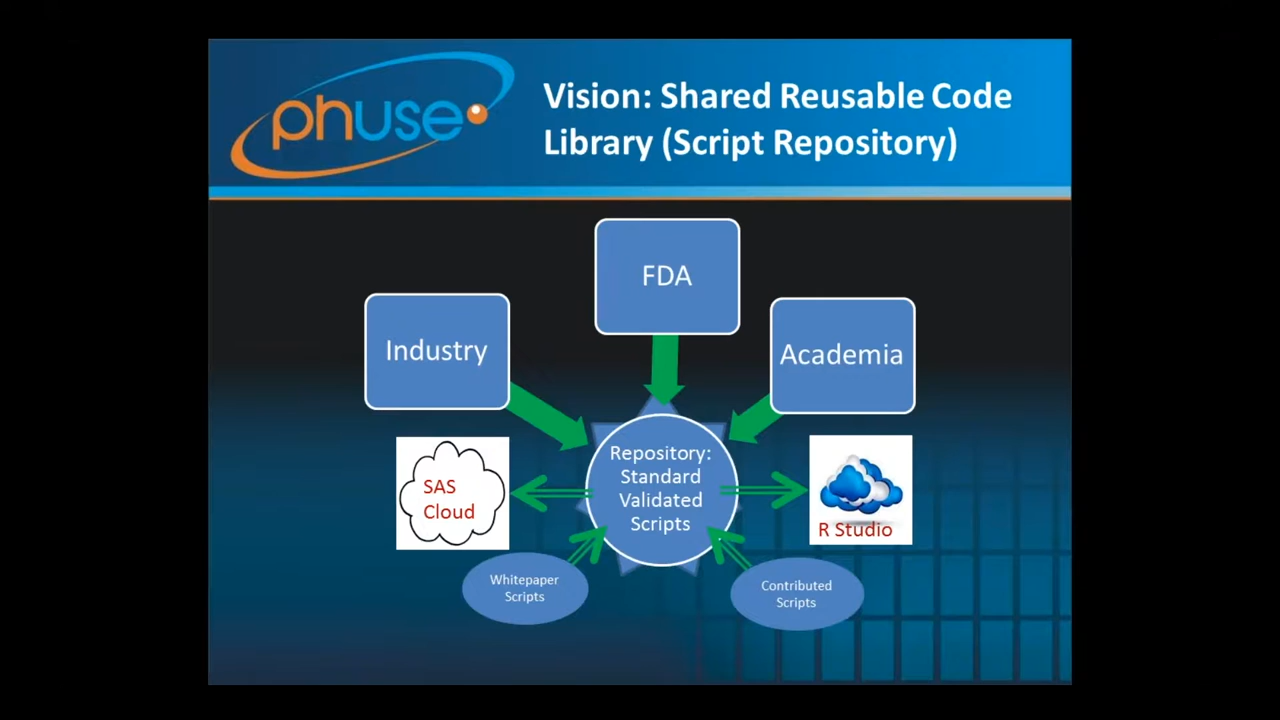 phuse
Vision: Shared Reusable Code
Library (Script Repository)
FDA
Industry
Academia
Repository:
Standard
Validated
Scripts
SAS
Cloud
R Studio
Whitepaper
Scripts
Contributed
Scripts